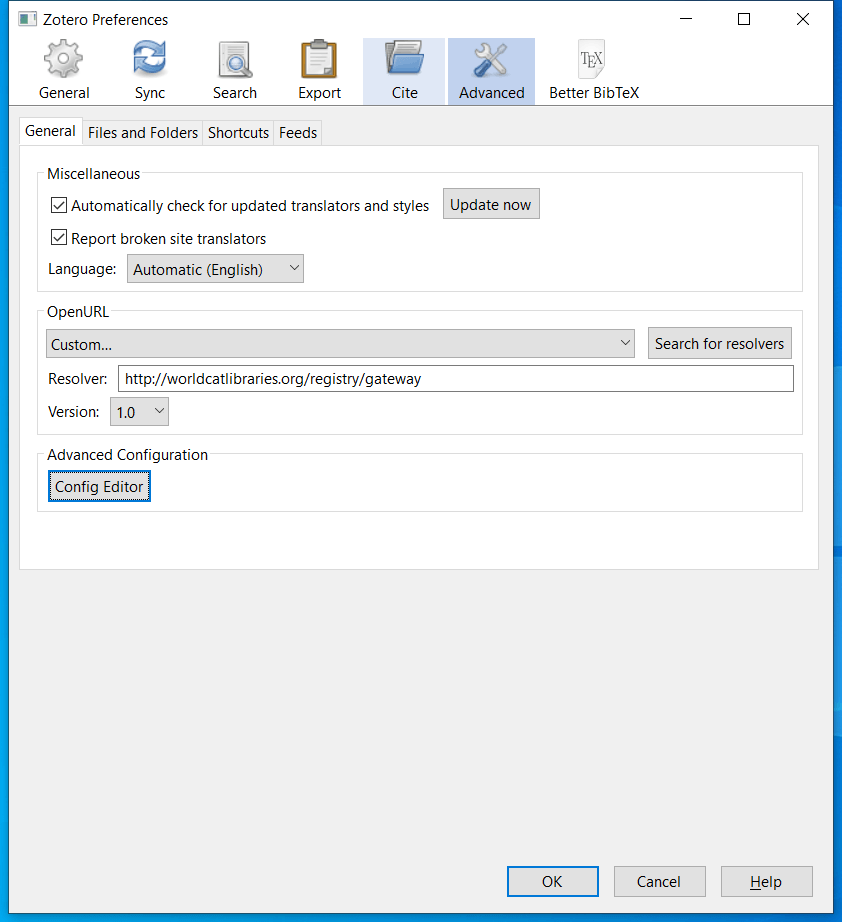 Zotero Preferences
General Sync Search Export Cite Advanced Better BibTeX
TEX
General Files and Folders Shortcuts Feeds
Miscellaneous
Automatically check for updated translators and styles Update now
Report broken site translators
Language: Automatic (English)
OpenURL
Custom... Search for resolvers
Resolver: http://worldcatlibraries.org/registry/gateway
Version: 1.0
Advanced Configuration
Config Editor
OK Cancel Help